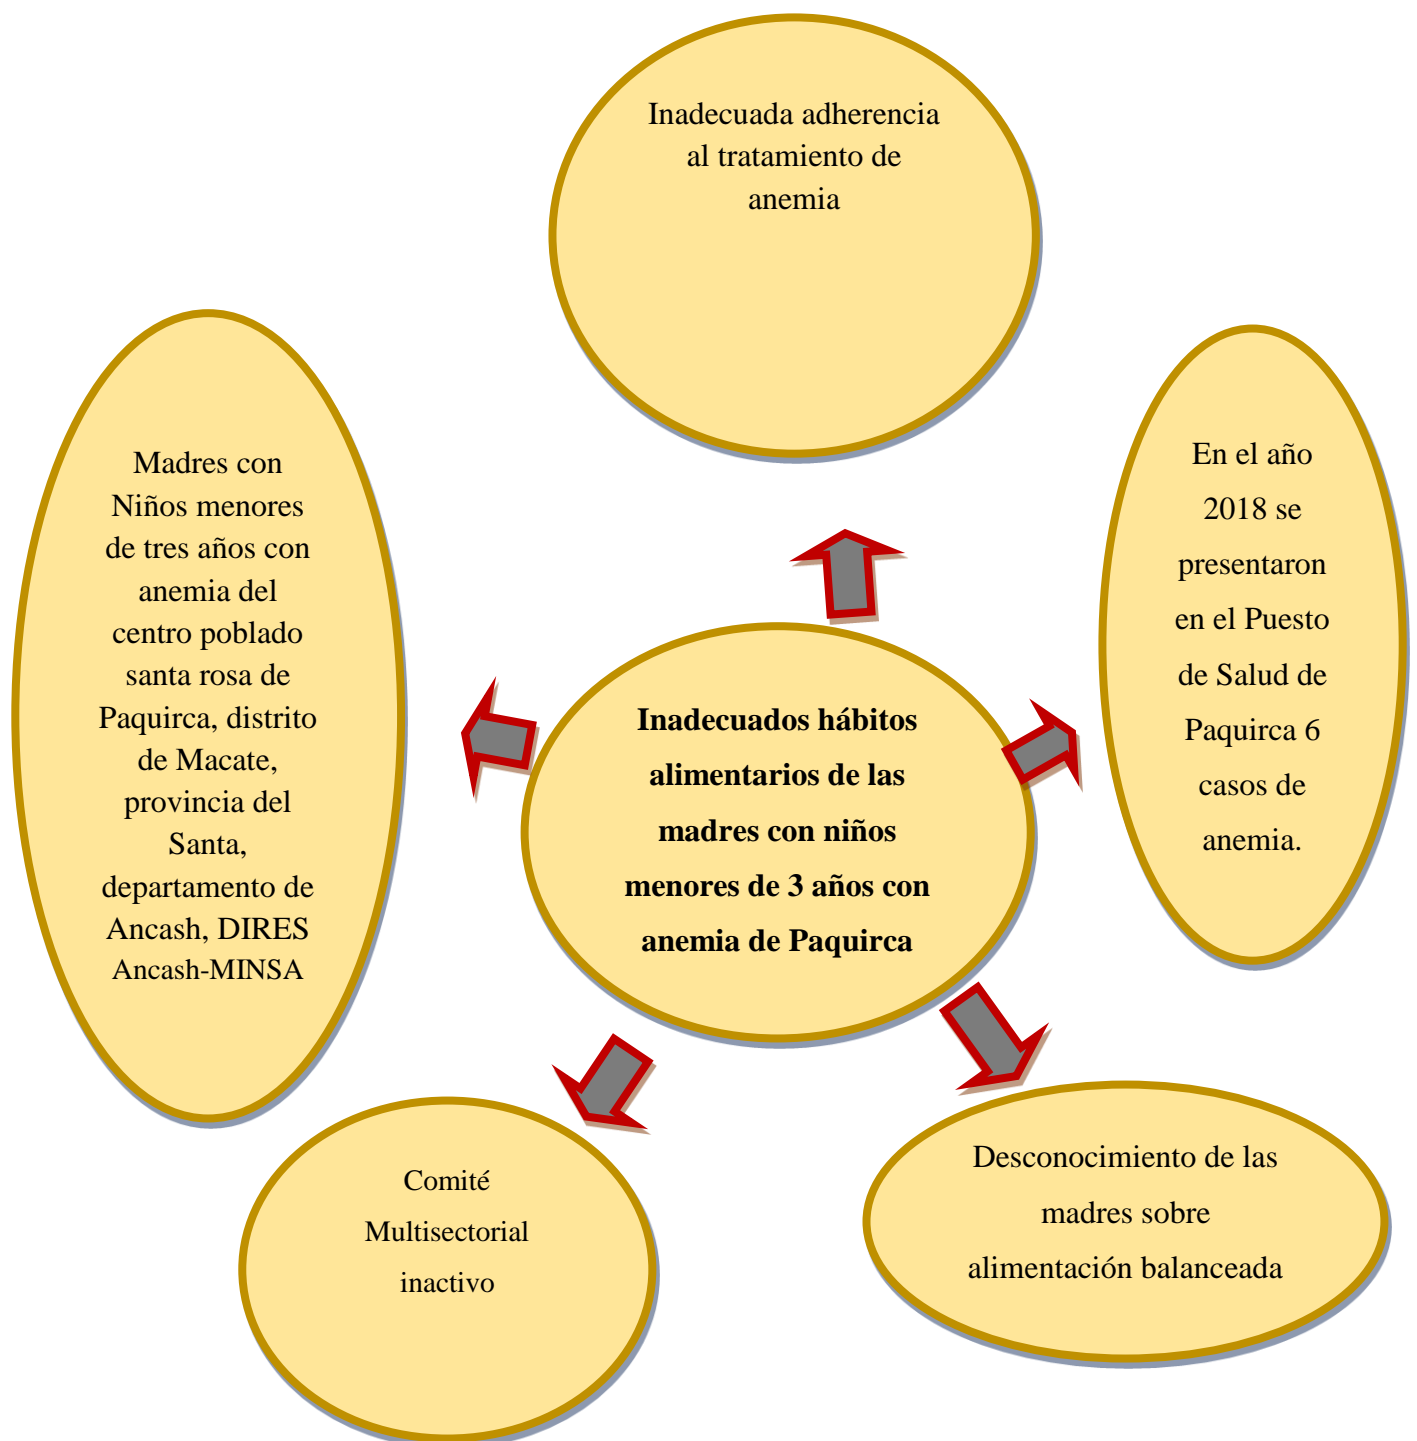 Inadecuada adherencia
al tratamiento de
anemia
Madres con
Niños menores
de tres años con
anemia del
centro poblado
santa rosa de
Paquirca, distrito
de Macate,
provincia del
Santa,
departamento de
Ancash, DIRES
Ancash-MINSA
En el año
2018 se
presentaron
en el Puesto
de Salud de
Paquirca 6
casos de
anemia.
Inadecuados hábitos
alimentarios de las
madres con niños
menores de 3 años con
anemia de Paquirca
Comité
Multisectorial
inactivo
Desconocimiento de las
madres sobre
alimentación balanceada